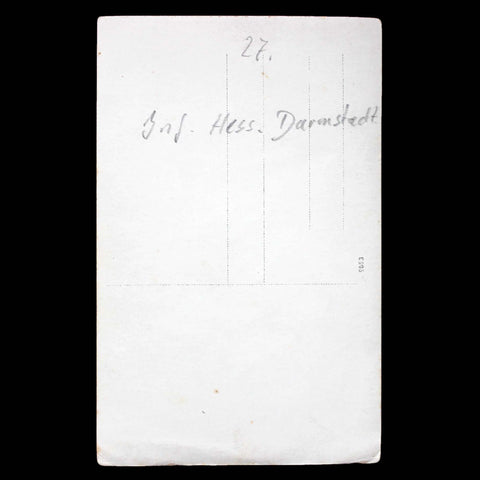 27.
Inf. Hess. Darmstadt